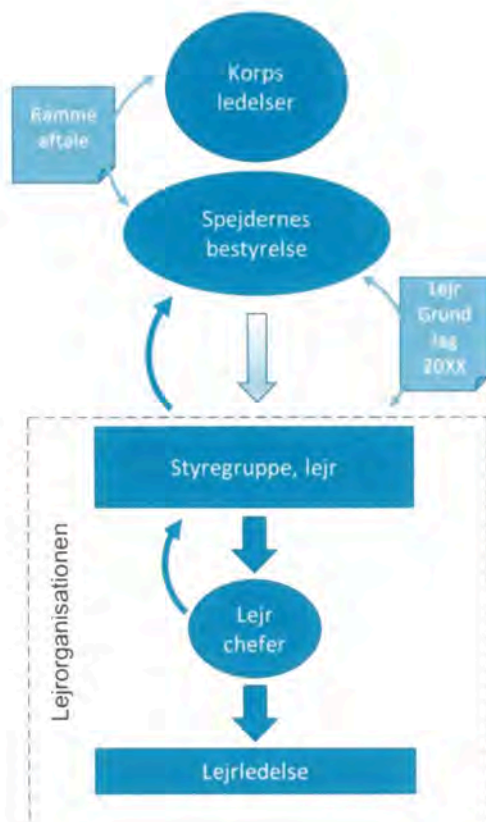 Korps
ledelser
Ramme
aftale
Spejdernes
bestyrelse
Lejr
Grund
lag
20XX
Styregruppe, lejr
Lejr
chefer
Lejrledelse
Lejrorganisationen